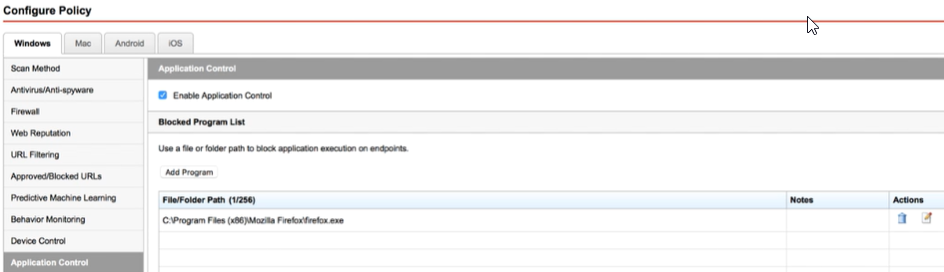 Configure Policy
Windows Mac Android iOS
Scan Method
Antivirus/Anti-spyware
Firewall
Web Reputation
URL Filtering
Approved/Blocked URLs
Predictive Machine Learning
Behavior Monitoring
Device Control
Application Control
Application Control
Enable Application Control
Blocked Program List
Use a file or folder path to block application execution on endpoints.
Add Program
File/Folder Path (1/256) Notes Actions
C:\Program Files (x86)\Mozilla Firefox\firefox.exe